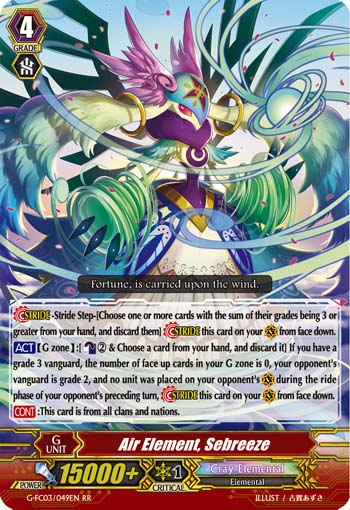 4
GRADE
Fortune, is carried upon the wind.
STRIDE -Stride Step-[Choose one or more cards with the sum of their grades being 3 or
greater from your hand, and discard them] STRIDE this card on your Ⓥ from face down.
ACT【G zone】:[② & Choose a card from your hand, and discard it] If you have a
grade 3 vanguard, the number of face up cards in your G zone is 0, your opponent's
vanguard is grade 2, and no unit was placed on your opponent's Ⓥ during the ride
phase of your opponent's preceding turn, STRIDE this card on your Ⓥ from face down.
CONT:This card is from all clans and nations.
G
UNIT
Air Element, Sebreeze
POWER 15000+
1
CRITICAL
Cray Elemental
Elemental
G-FC03/049EN RR
ILLUST / 古賀あずさ